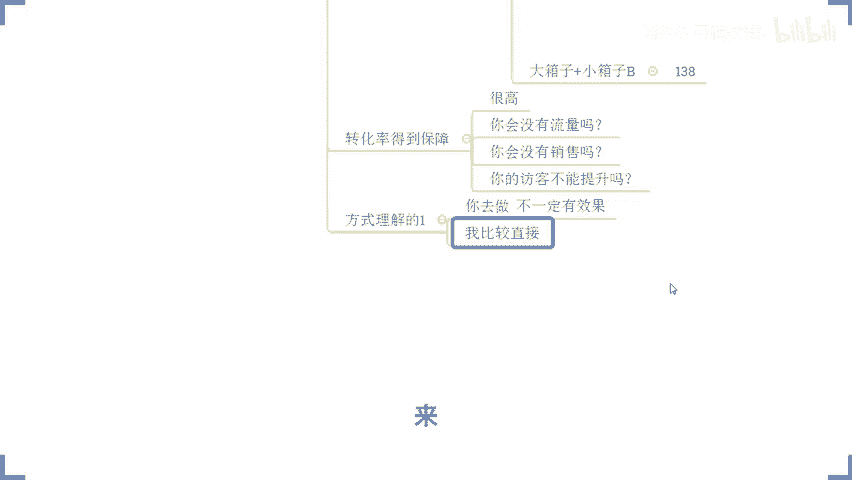 bilibili
大箱子+小箱子B 138
很高
转化率得到保障
你会没有流量吗?
你会没有销售吗?
你的访客不能提升吗?
方式理解的1
你去做 不一定有效果
我比较直接
来